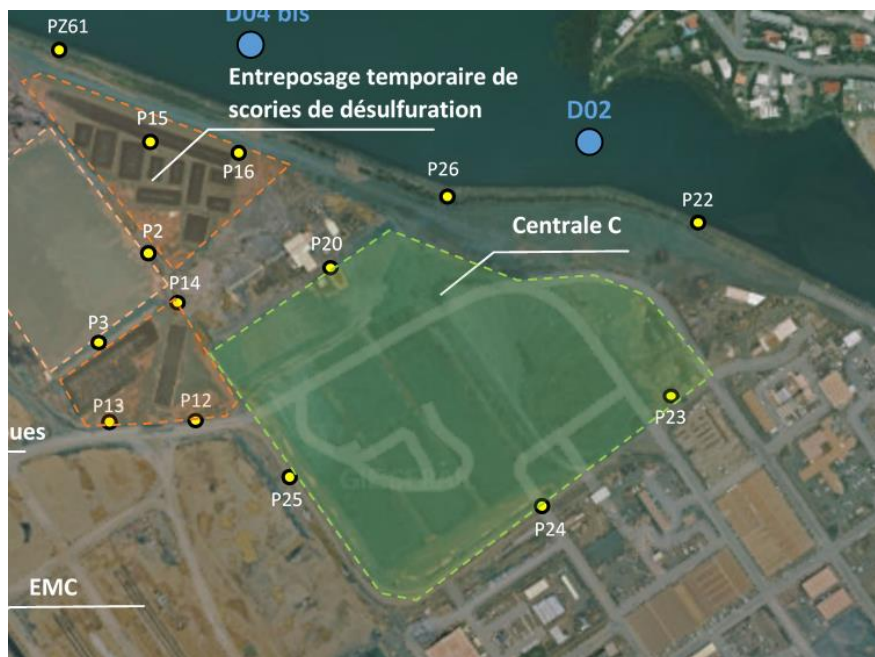 PZ61
D04 bis
Entreposage temporaire de
scories de désulfuration
P15
P16
D02
P26
P22
P2
P20
Centrale C
P14
P3
P23
P13
P12
ues
P25
P24
EMC